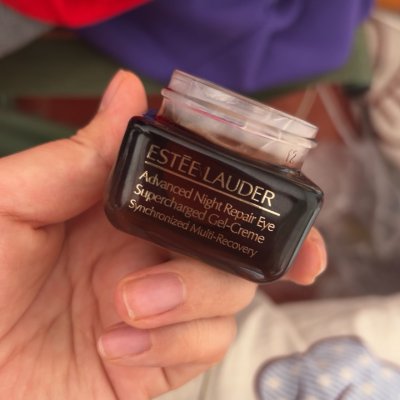 ESTĒE LAUDER
Advanced Night Repair Eye
Supercharged Gel-Creme
Synchronized Multi-Recovery